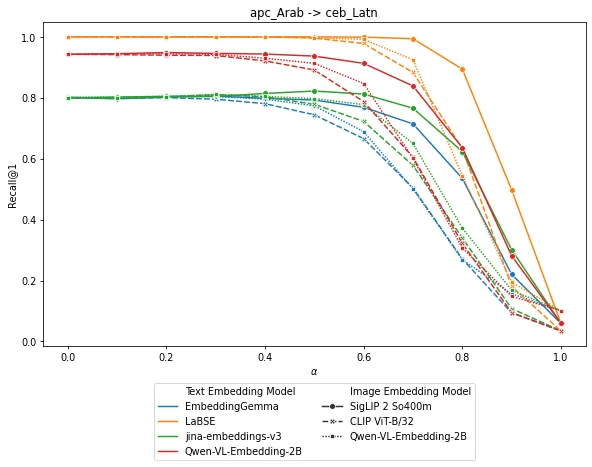 apc_Arab -> ceb_Latn
1.0
0.8
0.6
0.4
0.2
0.0
Recall@1
0.0 0.2 0.4 0.6 0.8 1.0
α
Text Embedding Model
EmbeddingGemma
LaBSE
jina-embeddings-v3
Qwen-VL-Embedding-2B
Image Embedding Model
SigLIP 2 So400m
CLIP ViT-B/32
Qwen-VL-Embedding-2B